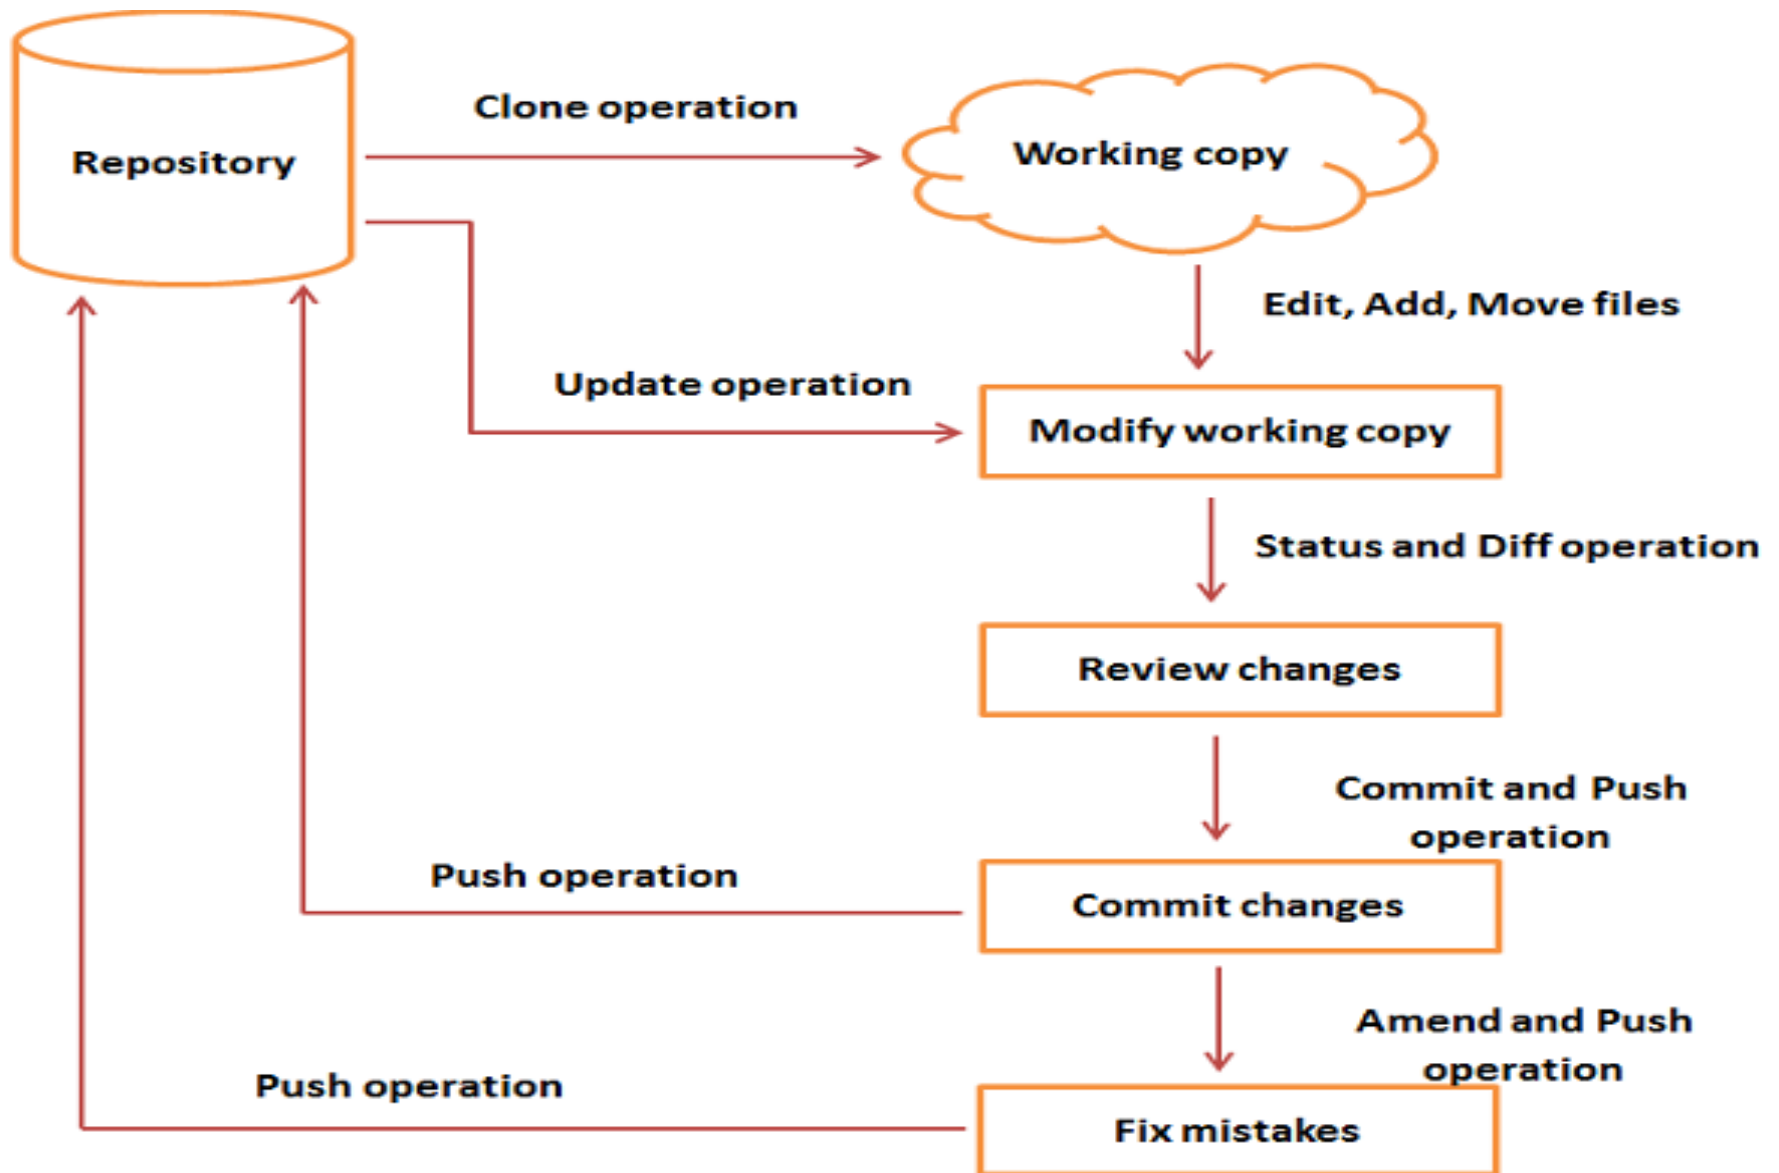 Clone operation
Repository
Working copy
Edit, Add, Move files
Update operation
Modify working copy
Status and Diff operation
Review changes
Commit and Push
operation
Push operation
Commit changes
Amend and Push
operation
Push operation
Fix mistakes